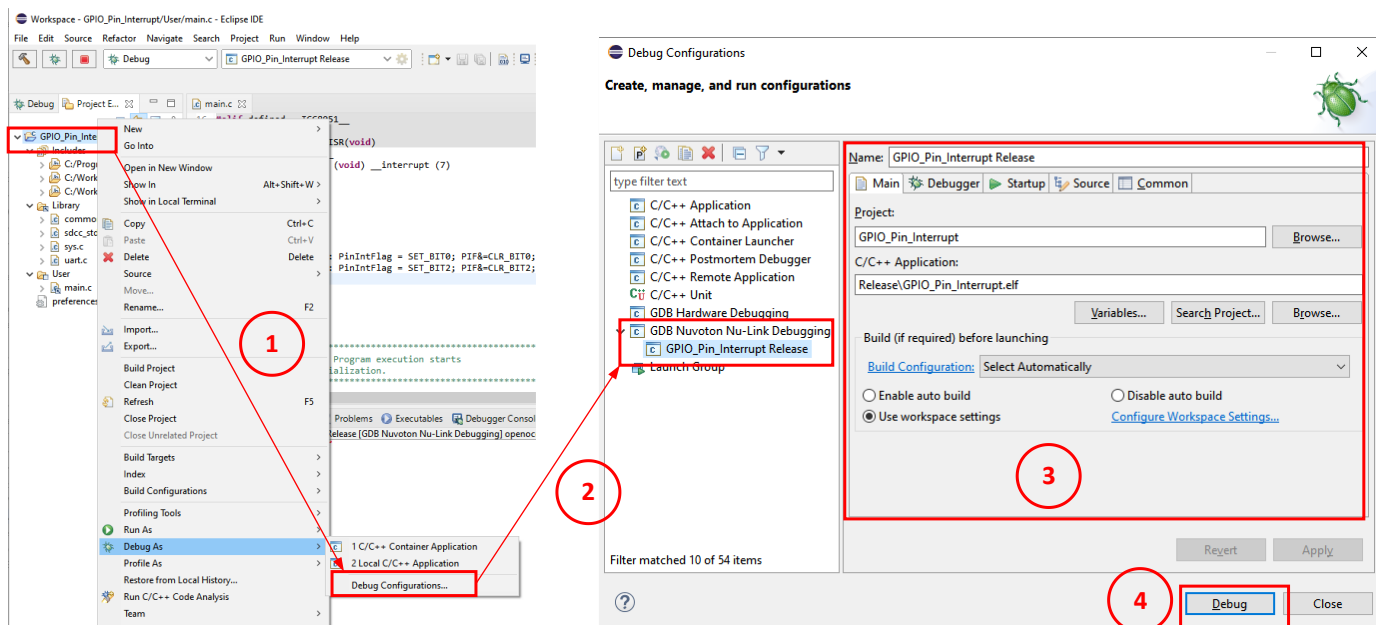 Workspace - GPIO_Pin_Interrupt/User/main.c - Eclipse IDE
File Edit Source Refactor Navigate Search Project Run Window Help
Debug
GPIO_Pin_Interrupt Release
Debug
Project E...
main.c
GPIO_Pin_Inte
Includes
C:/Progr
C:/Work
C:/Work
Library
commo
sdcc_sto
sys.c
uart.c
User
main.c
preferences
New
Go Into
Open in New Window
Show In Alt+Shift+W
Show in Local Terminal
Copy Ctrl+C
Paste Ctrl+V
Delete Delete
Source
Move...
Rename... F2
Import...
Export...
Build Project
Clean Project
Refresh F5
Close Project
Close Unrelated Project
Build Targets
Index
Build Configurations
Profiling Tools
Run As
Debug As
Profile As
Restore from Local History...
Run C/C++ Code Analysis
Team
1 C/C++ Container Application
2 Local C/C++ Application
Debug Configurations...
ISR(void)
(void) __interrupt (7)
PinIntFlag = SET_BIT0; PIF&=CLR_BIT0;
PinIntFlag = SET_BIT2; PIF&=CLR_BIT2;
Program execution starts
ialization.
Problems Executables Debugger Consol
Release [GDB Nuvoton Nu-Link Debugging] openoc
1
2
Debug Configurations
Create, manage, and run configurations
type filter text
C/C++ Application
C/C++ Attach to Application
C/C++ Container Launcher
C/C++ Postmortem Debugger
C/C++ Remote Application
C/C++ Unit
GDB Hardware Debugging
GDB Nuvoton Nu-Link Debugging
GPIO_Pin_Interrupt Release
Launch Group
Filter matched 10 of 54 items
Name: GPIO_Pin_Interrupt Release
Main Debugger Startup Source Common
Project:
GPIO_Pin_Interrupt
Browse...
C/C++ Application:
Release\GPIO_Pin_Interrupt.elf
Variables... Search Project... Browse...
Build (if required) before launching
Build Configuration: Select Automatically
Enable auto build Disable auto build
Use workspace settings Configure Workspace Settings...
3
Revert Apply
4
Debug Close